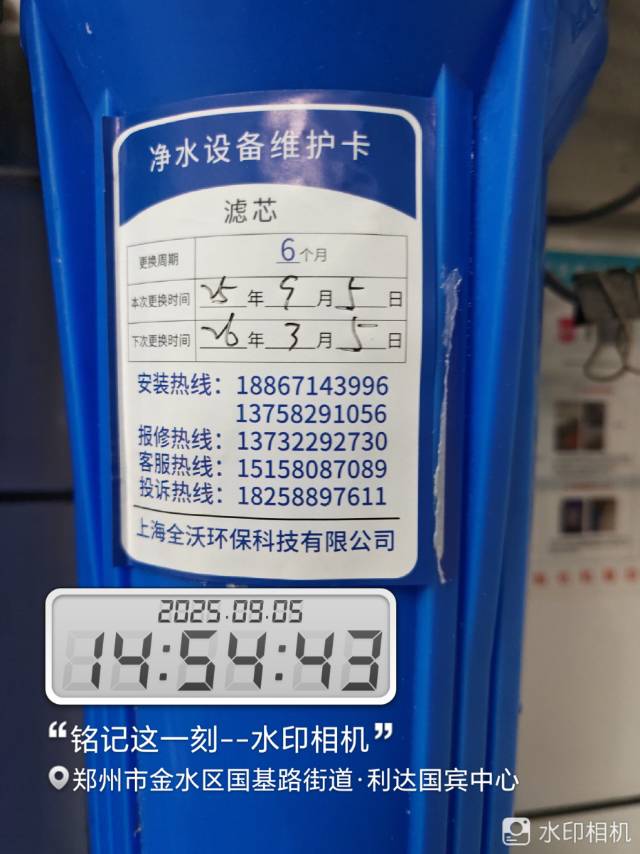 净水设备维护卡
滤芯
更换周期 6个月
本次更换时间 25年9月5日
下次更换时间 26年3月5日
安装热线：18867143996
13758291056
报修热线：13732292730
客服热线：15158087089
投诉热线：18258897611
上海全沃环保科技有限公司
2025.09.05
14:54:43
“铭记这一刻--水印相机”
郑州市金水区国基路街道·利达国宾中心
水印相机